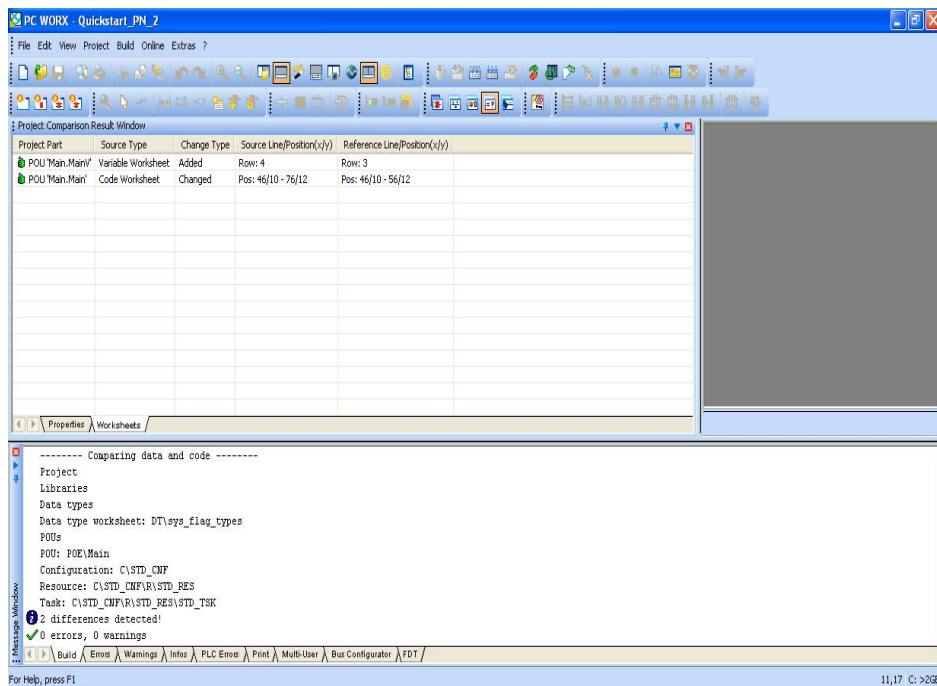 PC WORX - Quickstart_PN_2
File Edit View Project Build Online Extras ?
Project Comparison Result Window
Project Part Source Type Change Type Source Line/Position(x/y) Reference Line/Position(x/y)
POU 'Main.MainV' Variable Worksheet Added Row: 4 Row: 3
POU 'Main.Main' Code Worksheet Changed Pos: 46/10 - 76/12 Pos: 46/10 - 56/12
Properties Worksheets
-------- Comparing data and code --------
Project
Libraries
Data types
Data type worksheet: DT\sys_flag_types
POUs
POU: POE\Main
Configuration: C\STD_CNF
Resource: C\STD_CNF\R\STD_RES
Task: C\STD_CNF\R\STD_RES\STD_TSK
2 differences detected!
0 errors, 0 warnings
Message Window
Build Errors Warnings Infos PLC Errors Print Multi-User Bus Configurator FDT
For Help, press F1
11,17 C: >2GB